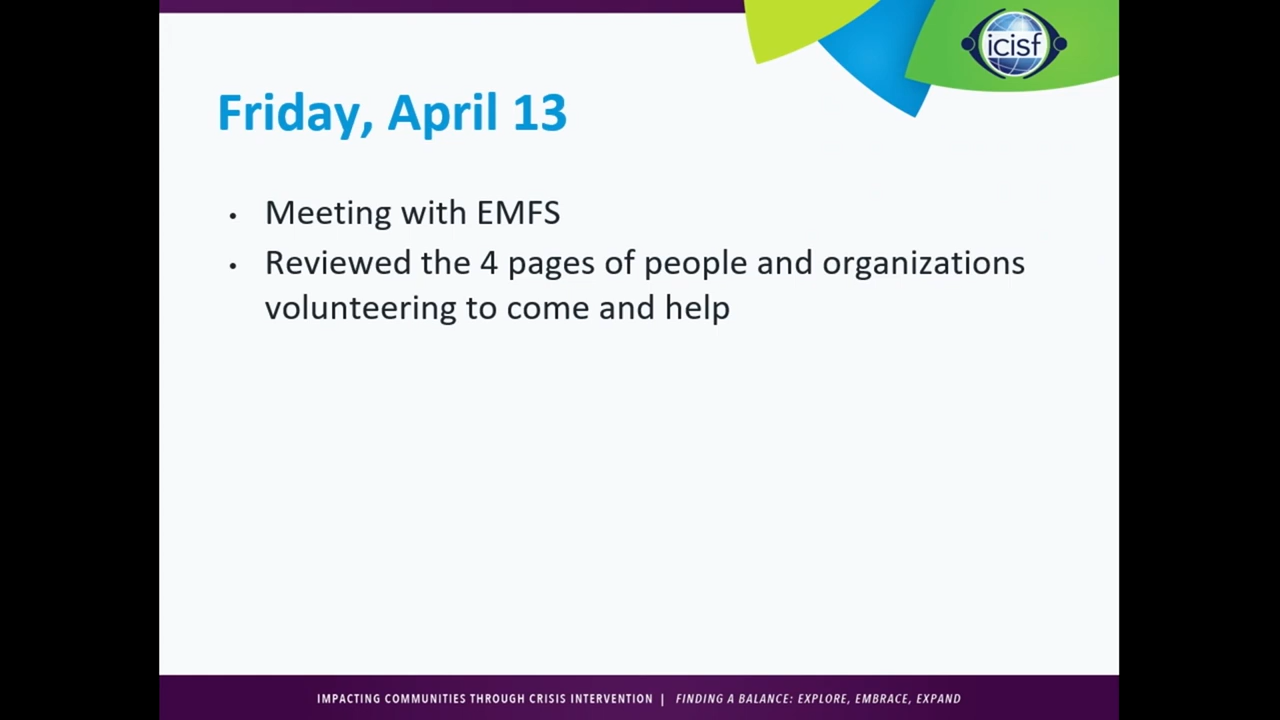 icisf
Friday, April 13
• Meeting with EMFS
• Reviewed the 4 pages of people and organizations
volunteering to come and help
IMPACTING COMMUNITIES THROUGH CRISIS INTERVENTION | FINDING A BALANCE: EXPLORE, EMBRACE, EXPAND